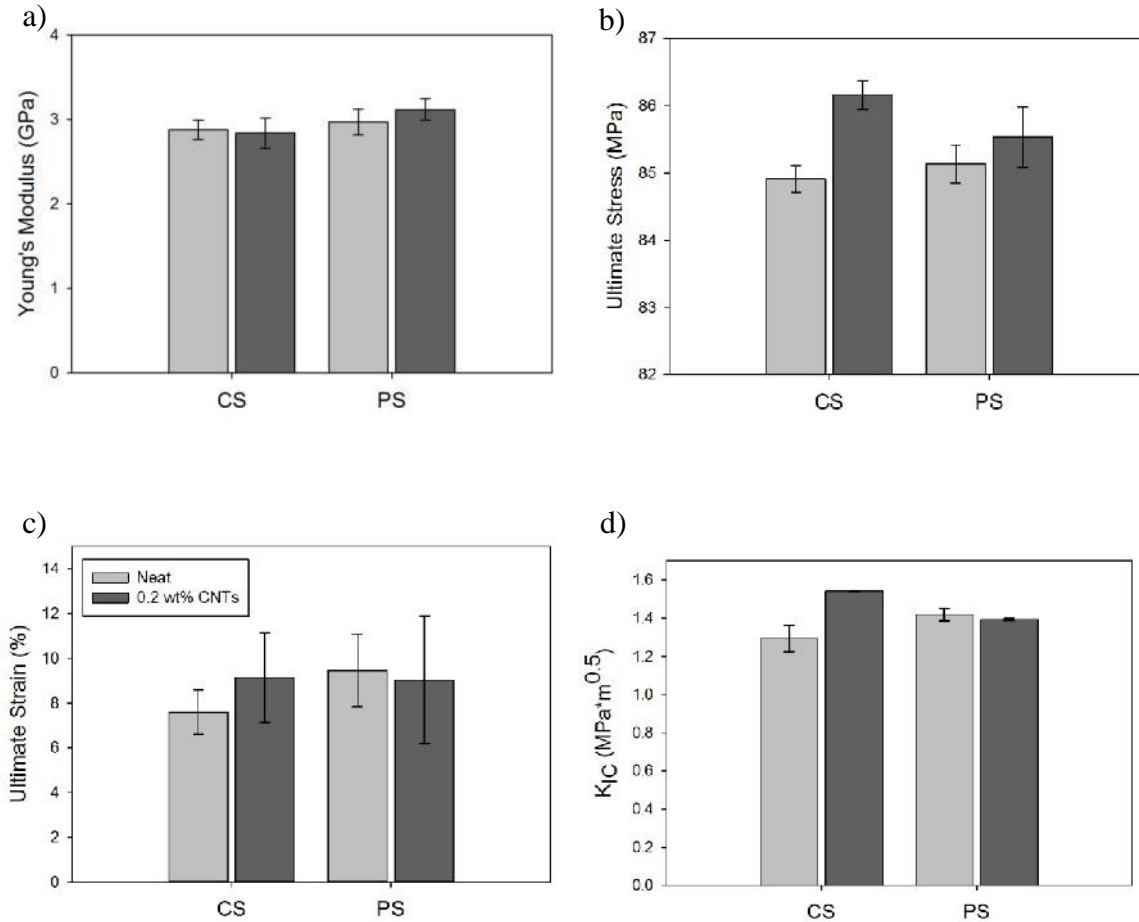 a)
Young's Modulus (GPa)
4
3
2
1
0
CS PS
b)
Ultimate Stress (MPa)
87
86
85
84
83
82
CS PS
c)
Ultimate Strain (%)
14
12
10
8
6
4
2
0
Neat
0.2 wt% CNTs
CS PS
d)
KIC (MPa*m0.5)
1.6
1.4
1.2
1.0
0.8
0.6
0.4
0.2
0.0
CS PS